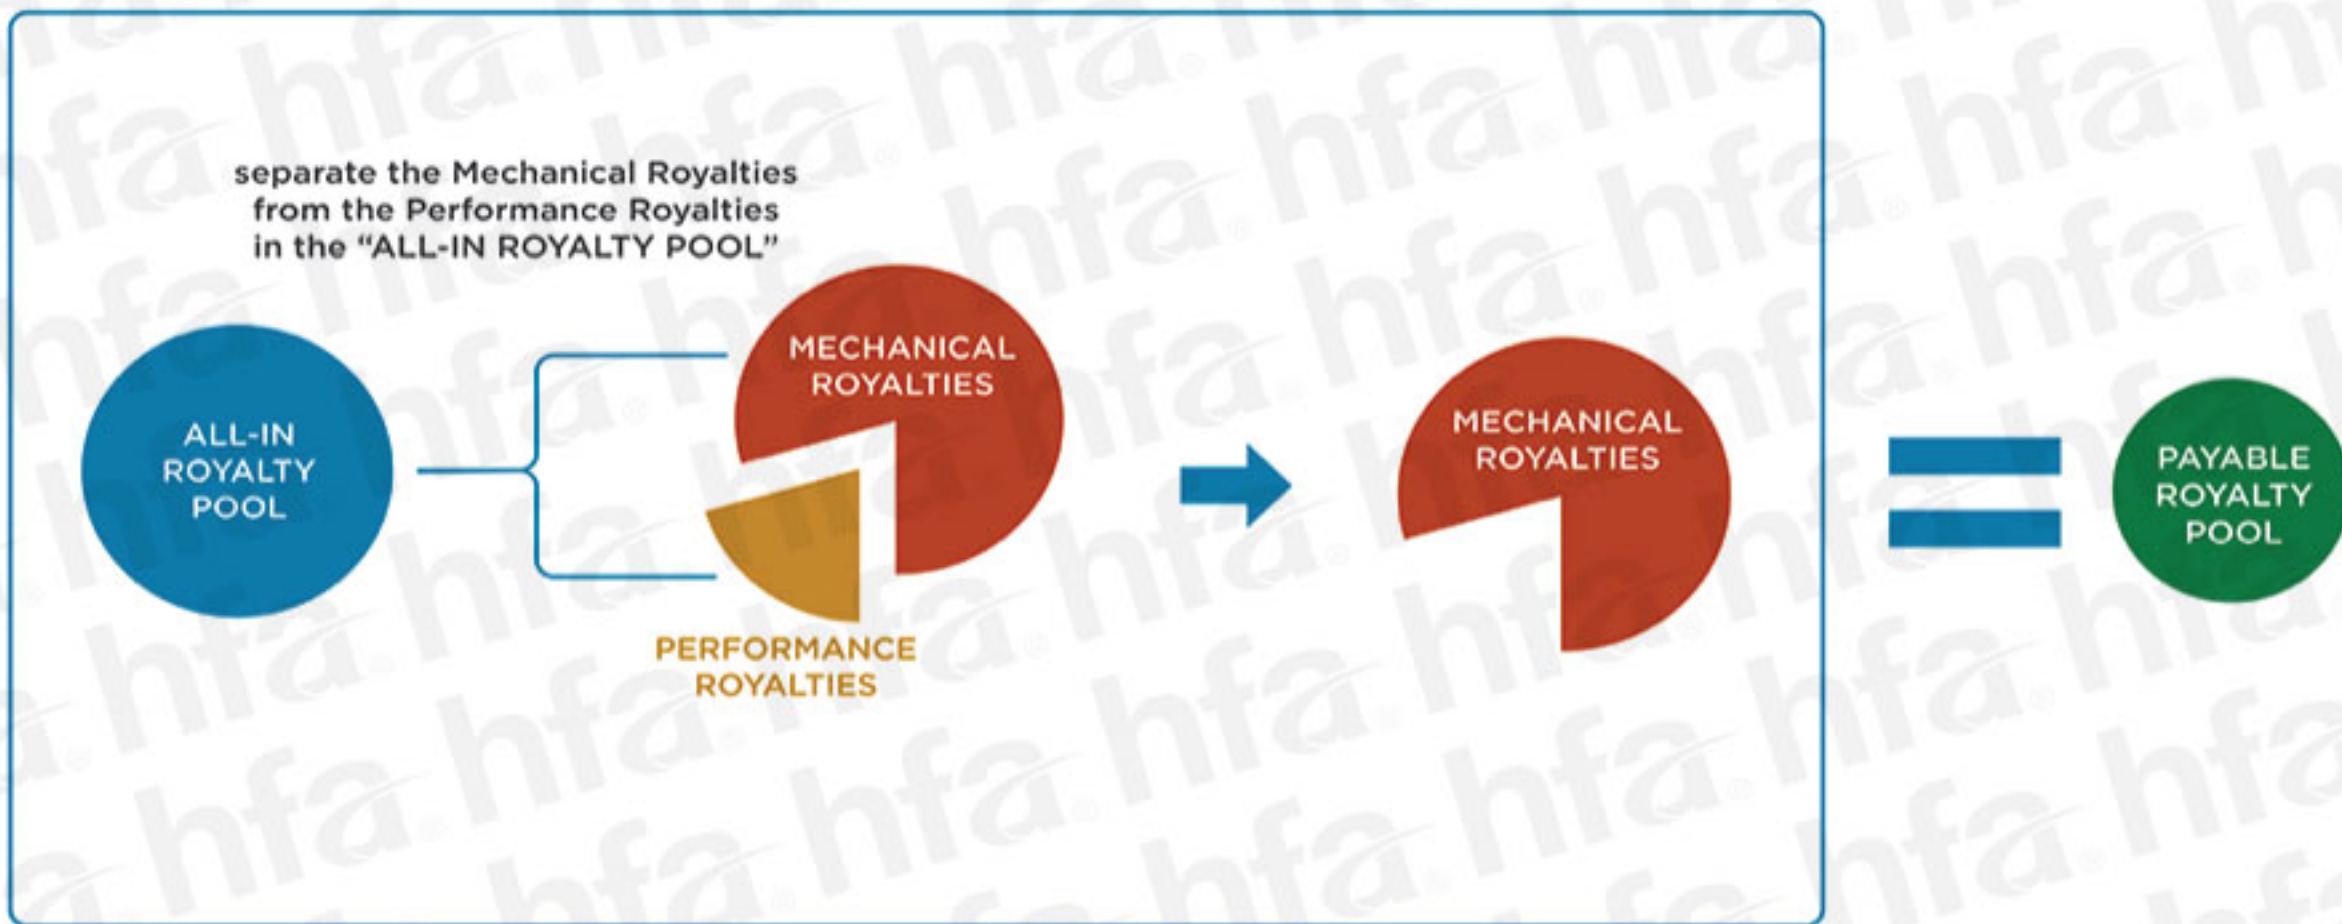 separate the Mechanical Royalties
from the Performance Royalties
in the “ALL-IN ROYALTY POOL”
ALL-IN
ROYALTY
POOL
MECHANICAL
ROYALTIES
PERFORMANCE
ROYALTIES
MECHANICAL
ROYALTIES
PAYABLE
ROYALTY
POOL
hfa